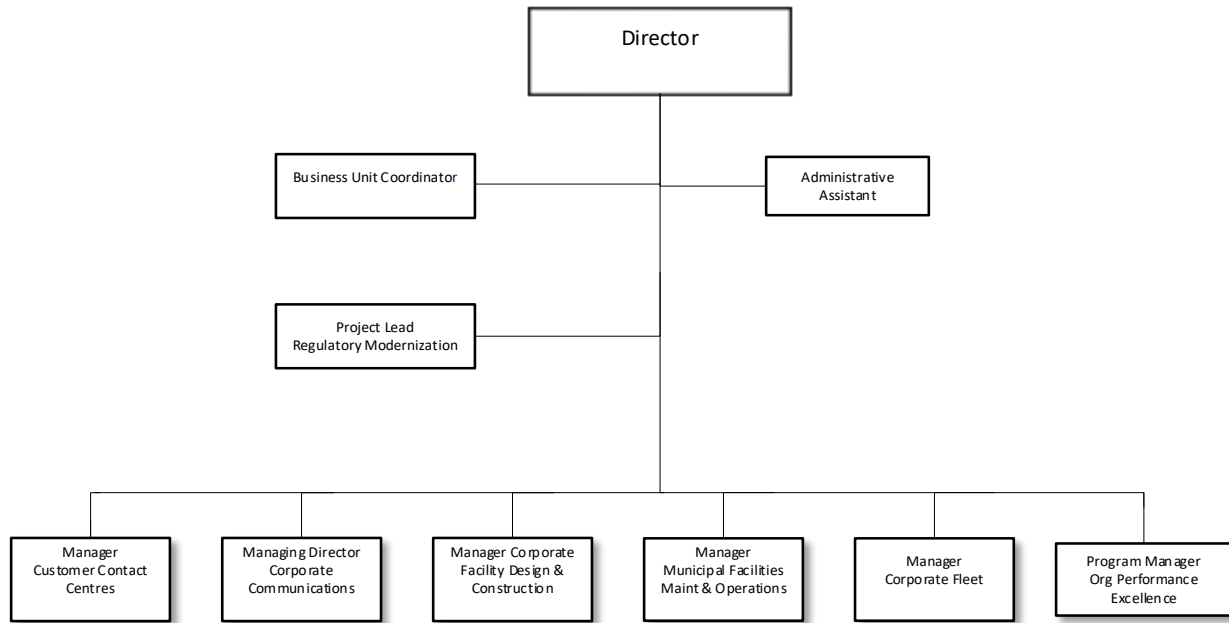 Director
Business Unit Coordinator
Administrative
Assistant
Project Lead
Regulatory Modernization
Manager
Customer Contact
Centres
Managing Director
Corporate
Communications
Manager Corporate
Facility Design &
Construction
Manager
Municipal Facilities
Maint & Operations
Manager
Corporate Fleet
Program Manager
Org Performance
Excellence